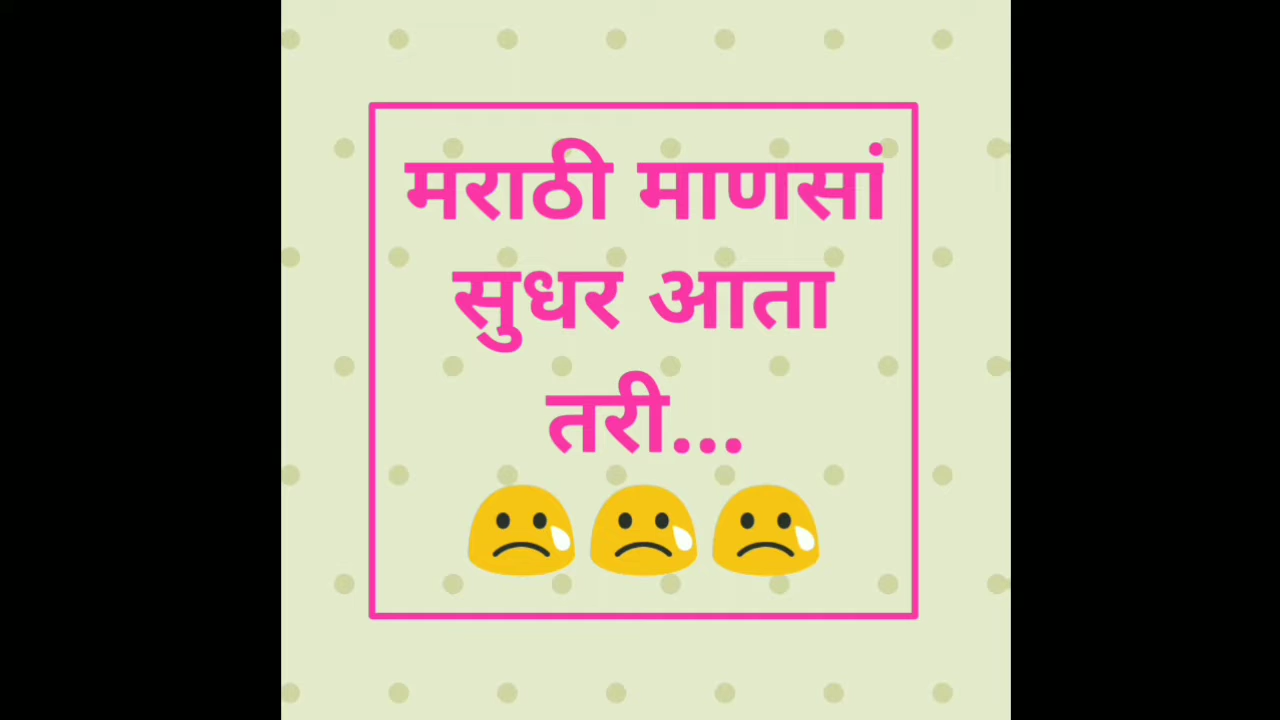 मराठी माणसां
सुधर आता
तरी...
😢😢😢